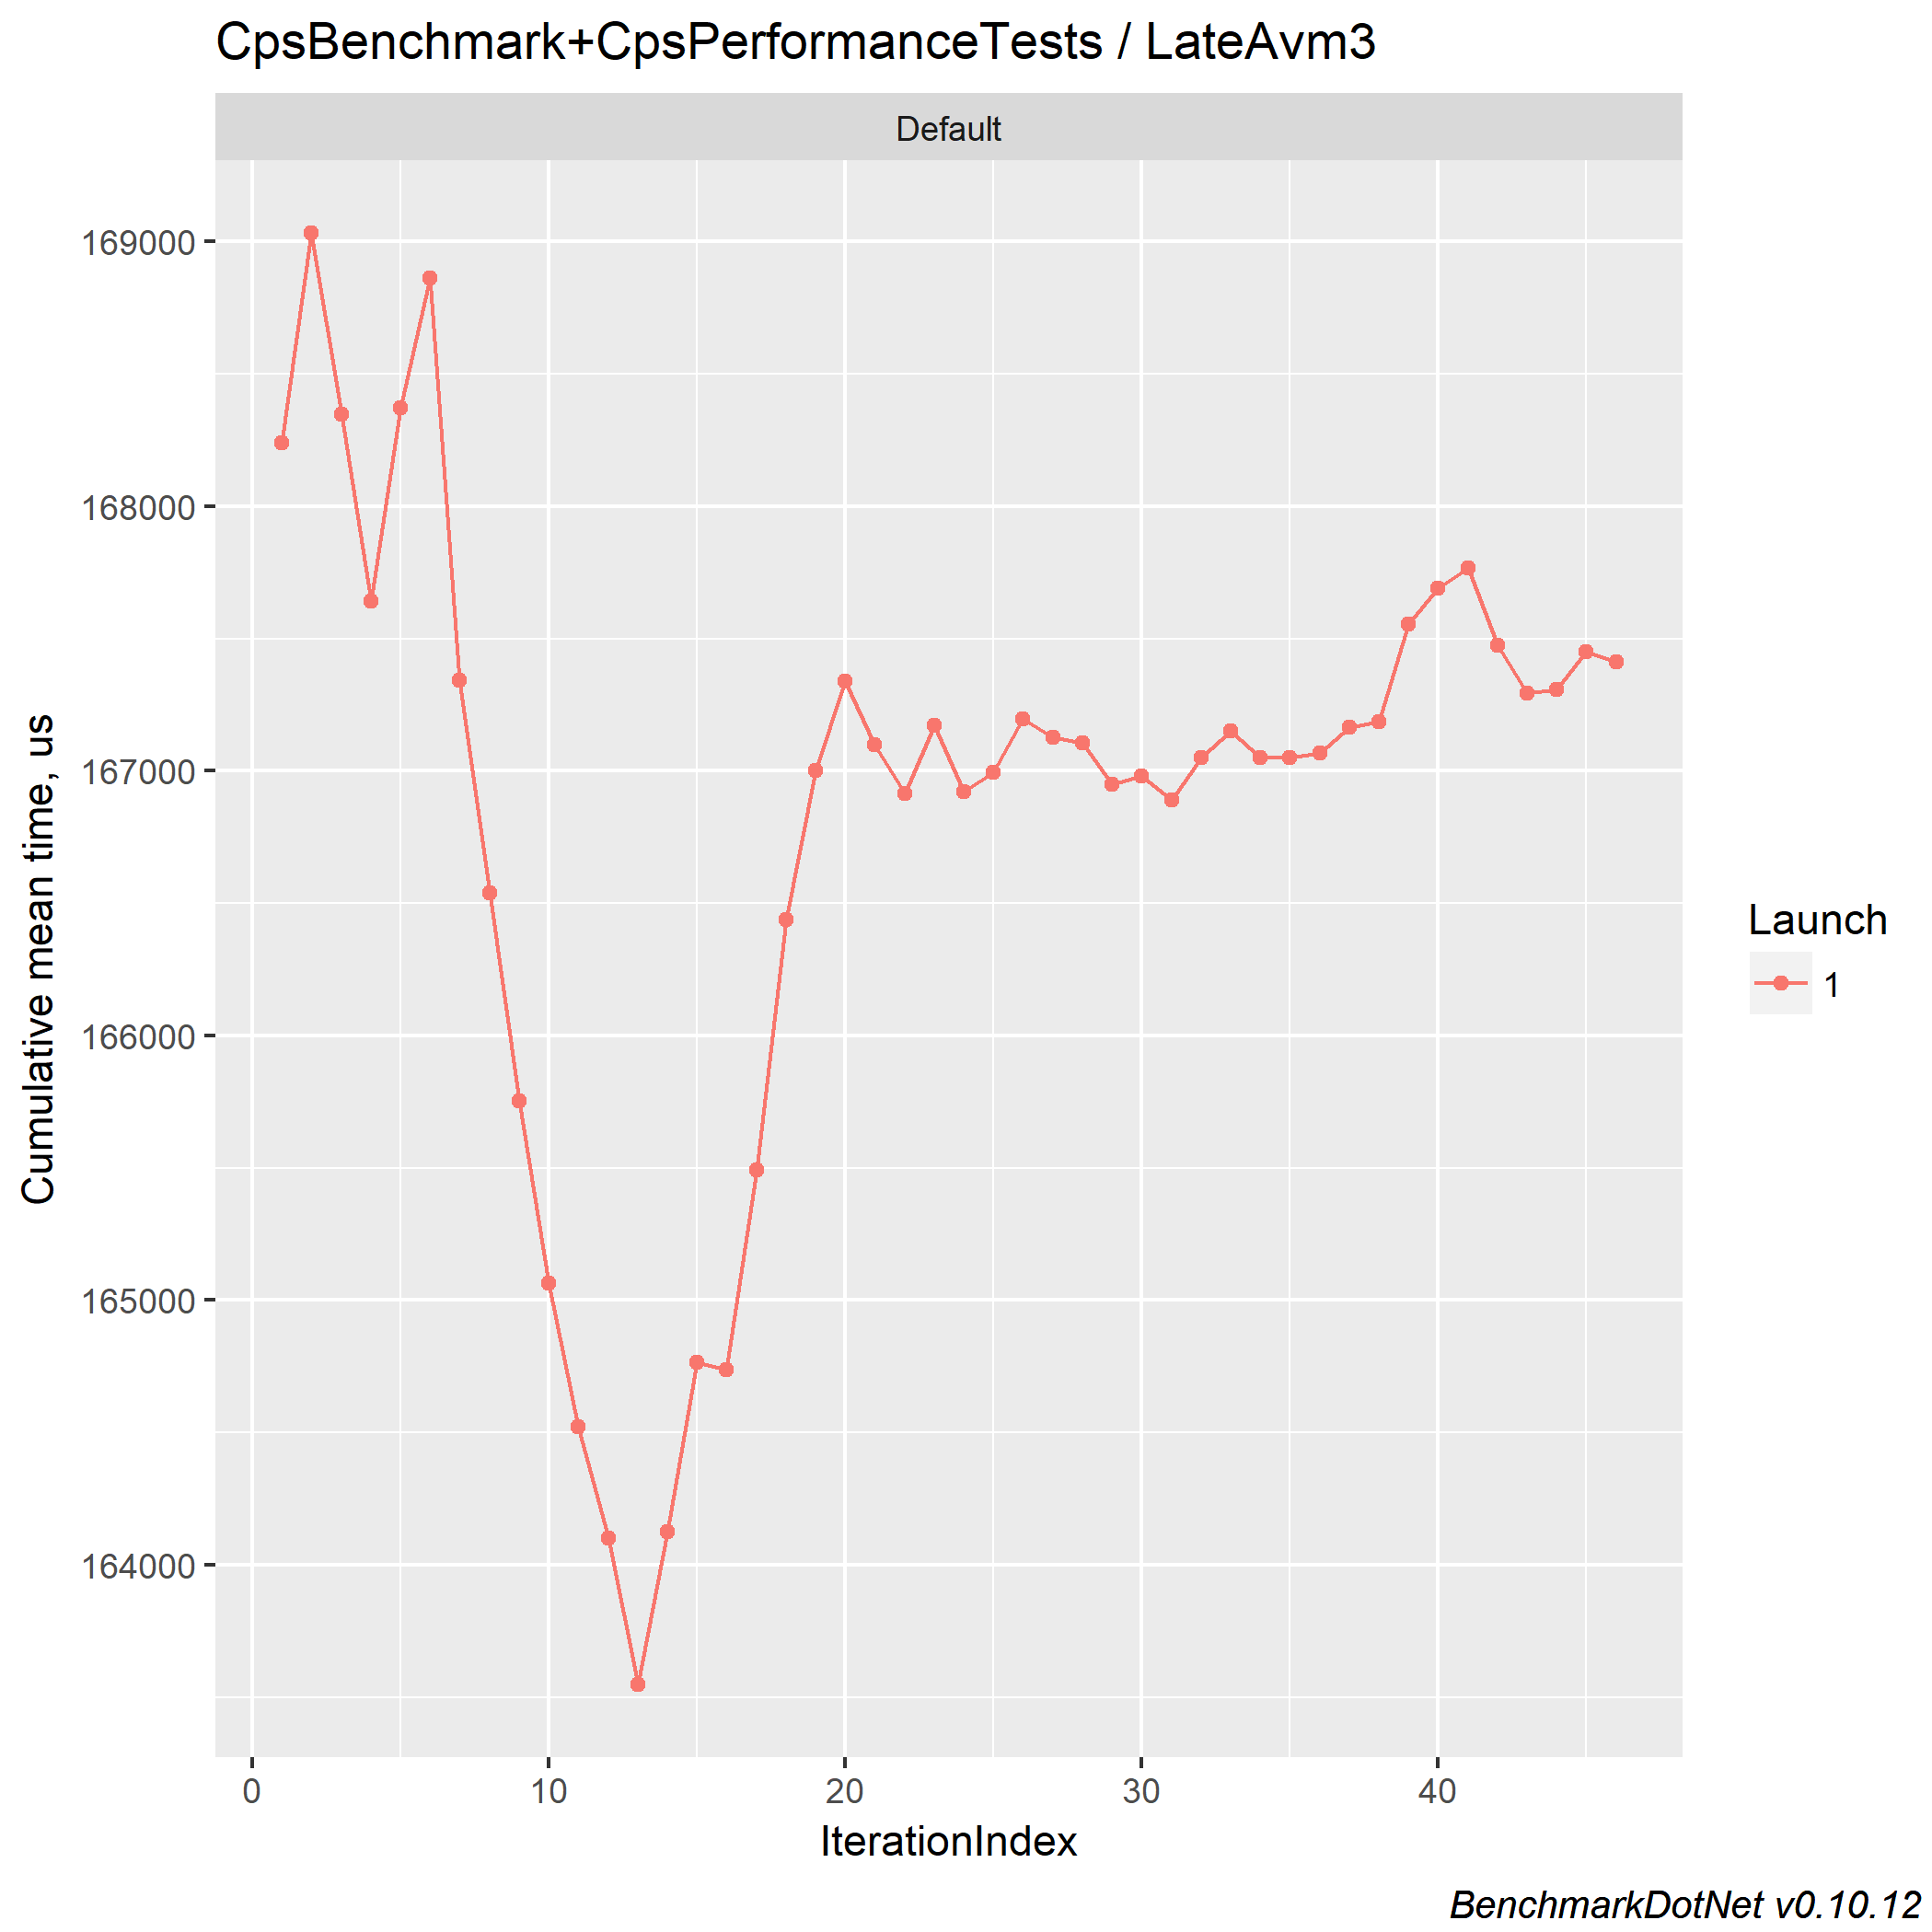 CpsBenchmark+CpsPerformanceTests / LateAvm3
Default
169000
168000
167000
166000
165000
164000
Cumulative mean time, us
0 10 20 30 40
IterationIndex
Launch
1
BenchmarkDotNet v0.10.12